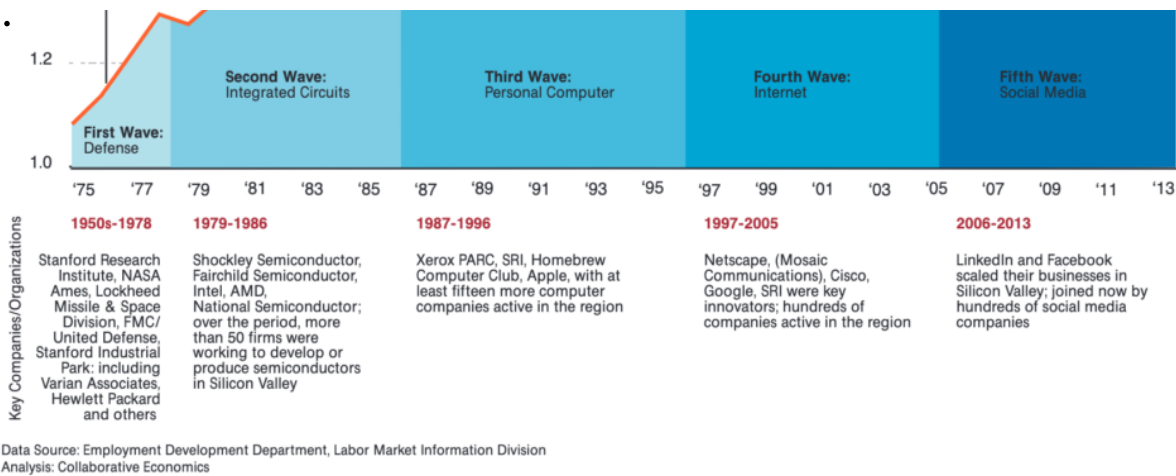 1.2
Second Wave:
Integrated Circuits
Third Wave:
Personal Computer
Fourth Wave:
Internet
Fifth Wave:
Social Media
First Wave:
Defense
1.0
'75 '77 '79 '81 '83 '85 '87 '89 '91 '93 '95 '97 '99 '01 '03 '05 '07 '09 '11 '13
Key Companies/Organizations
1950s-1978
Stanford Research
Institute, NASA
Ames, Lockheed
Missile & Space
Division, FMC/
United Defense,
Stanford Industrial
Park: including
Varian Associates,
Hewlett Packard
and others
1979-1986
Shockley Semiconductor,
Fairchild Semiconductor,
Intel, AMD,
National Semiconductor;
over the period, more
than 50 firms were
working to develop or
produce semiconductors
in Silicon Valley
1987-1996
Xerox PARC, SRI, Homebrew
Computer Club, Apple, with at
least fifteen more computer
companies active in the region
1997-2005
Netscape, (Mosaic
Communications), Cisco,
Google, SRI were key
innovators; hundreds of
companies active in the region
2006-2013
LinkedIn and Facebook
scaled their businesses in
Silicon Valley; joined now by
hundreds of social media
companies
Data Source: Employment Development Department, Labor Market Information Division
Analysis: Collaborative Economics